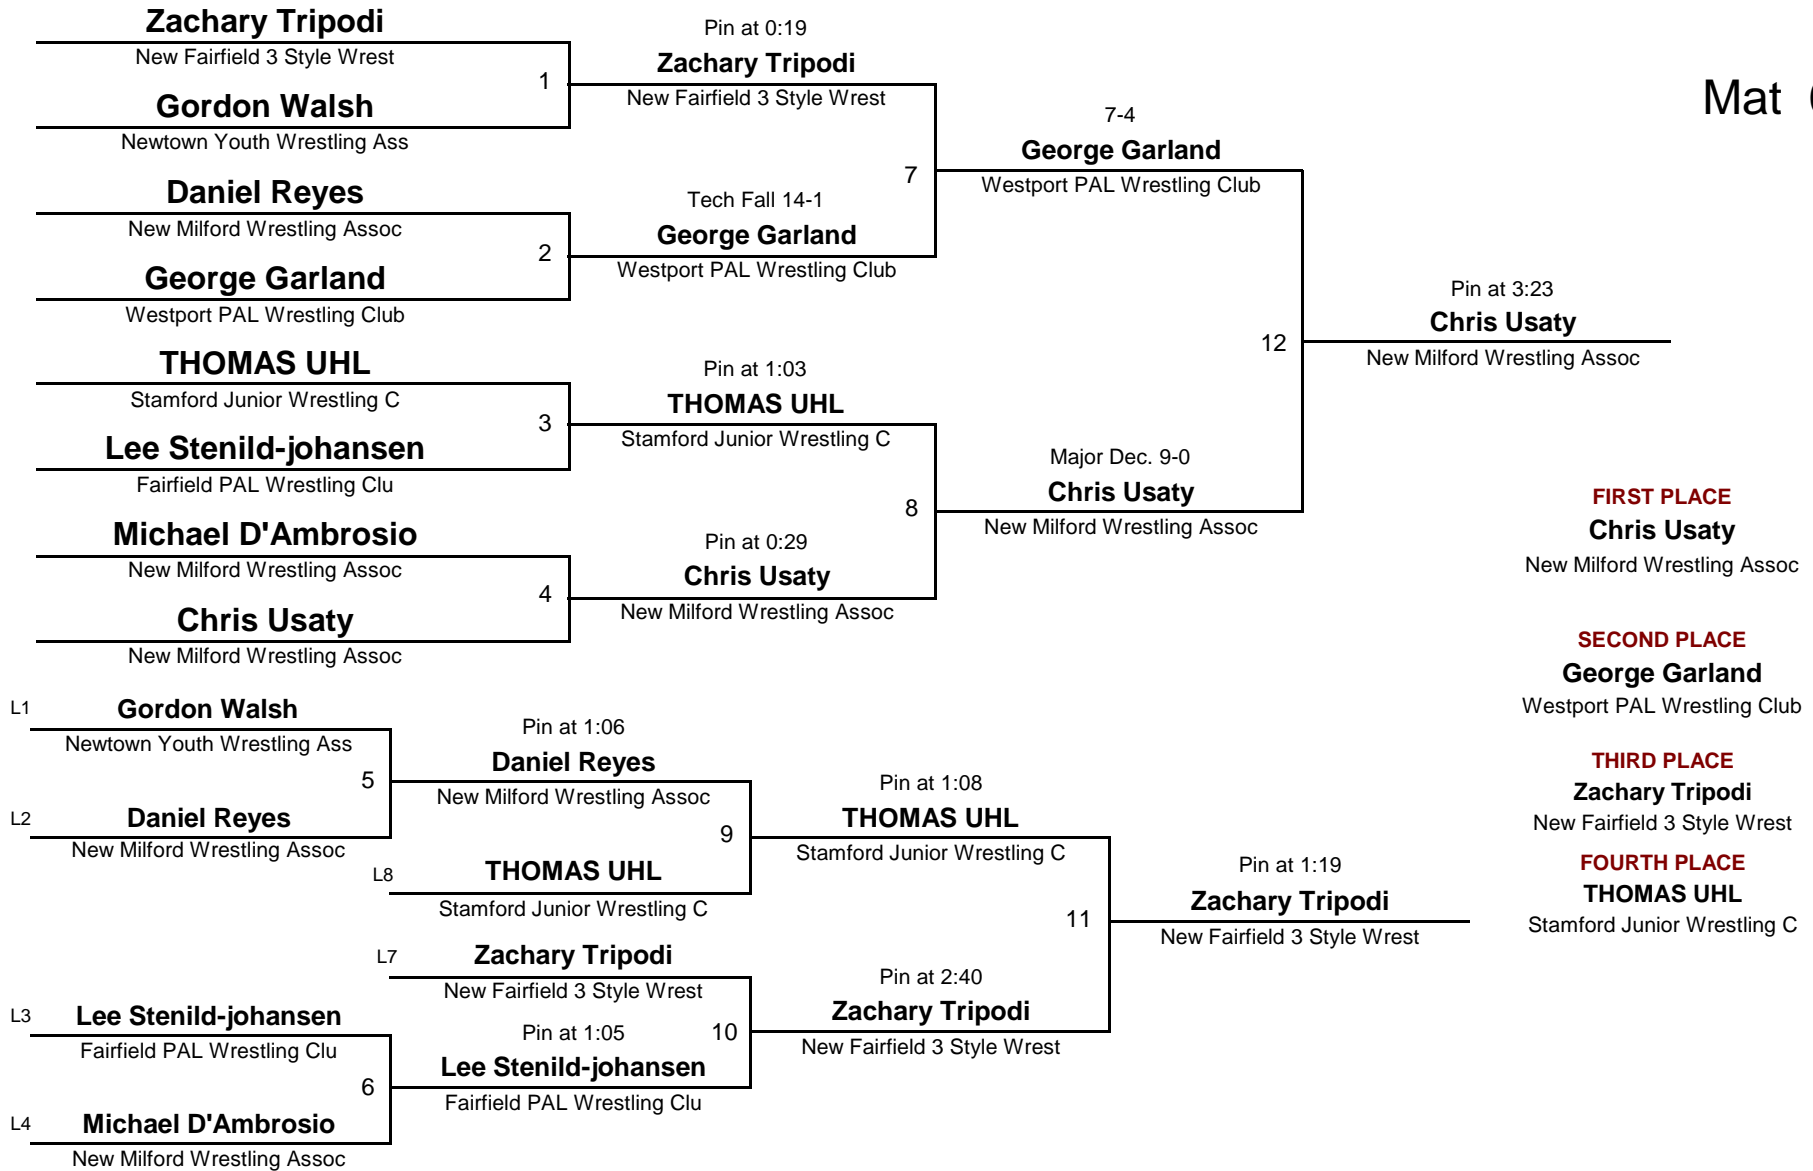 Zachary Tripodi
New Fairfield 3 Style Wrest
1
Gordon Walsh
Newtown Youth Wrestling Ass
Daniel Reyes
New Milford Wrestling Assoc
2
George Garland
Westport PAL Wrestling Club
THOMAS UHL
Stamford Junior Wrestling C
3
Lee Stenild-johansen
Fairfield PAL Wrestling Clu
Michael D'Ambrosio
New Milford Wrestling Assoc
4
Chris Usaty
New Milford Wrestling Assoc
Pin at 0:19
Zachary Tripodi
New Fairfield 3 Style Wrest
7
Tech Fall 14-1
George Garland
Westport PAL Wrestling Club
Pin at 1:03
THOMAS UHL
Stamford Junior Wrestling C
8
Pin at 0:29
Chris Usaty
New Milford Wrestling Assoc
7-4
George Garland
Westport PAL Wrestling Club
12
Major Dec. 9-0
Chris Usaty
New Milford Wrestling Assoc
Pin at 3:23
Chris Usaty
New Milford Wrestling Assoc
Mat
L1
Gordon Walsh
Newtown Youth Wrestling Ass
5
L2
Daniel Reyes
New Milford Wrestling Assoc
L3
Lee Stenild-johansen
Fairfield PAL Wrestling Clu
6
L4
Michael D'Ambrosio
New Milford Wrestling Assoc
Pin at 1:06
Daniel Reyes
New Milford Wrestling Assoc
9
L8
THOMAS UHL
Stamford Junior Wrestling C
L7
Zachary Tripodi
New Fairfield 3 Style Wrest
10
Pin at 1:05
Lee Stenild-johansen
Fairfield PAL Wrestling Clu
Pin at 1:08
THOMAS UHL
Stamford Junior Wrestling C
11
Pin at 2:40
Zachary Tripodi
New Fairfield 3 Style Wrest
Pin at 1:19
Zachary Tripodi
New Fairfield 3 Style Wrest
FIRST PLACE
Chris Usaty
New Milford Wrestling Assoc
SECOND PLACE
George Garland
Westport PAL Wrestling Club
THIRD PLACE
Zachary Tripodi
New Fairfield 3 Style Wrest
FOURTH PLACE
THOMAS UHL
Stamford Junior Wrestling C